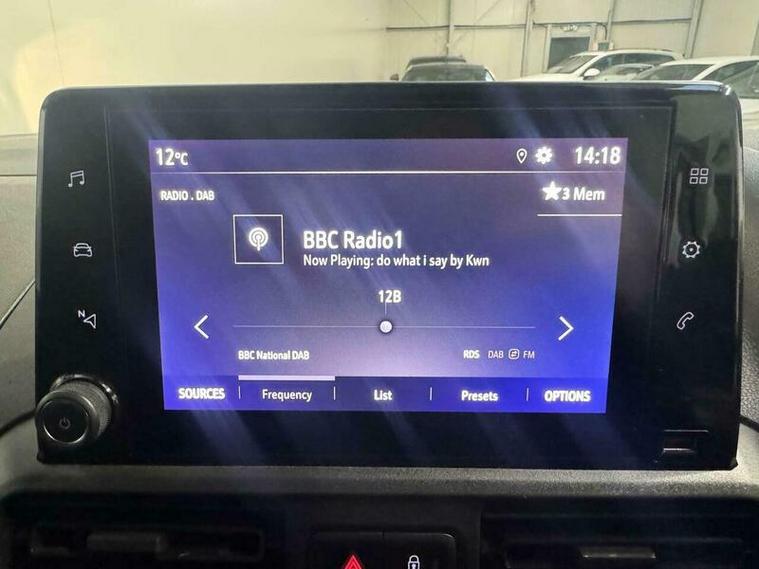 12°C 14:18
RADIO . DAB
3 Mem
BBC Radio1
Now Playing: do what i say by Kwn
12B
BBC National DAB
RDS DAB FM
SOURCES Frequency List Presets OPTIONS
N